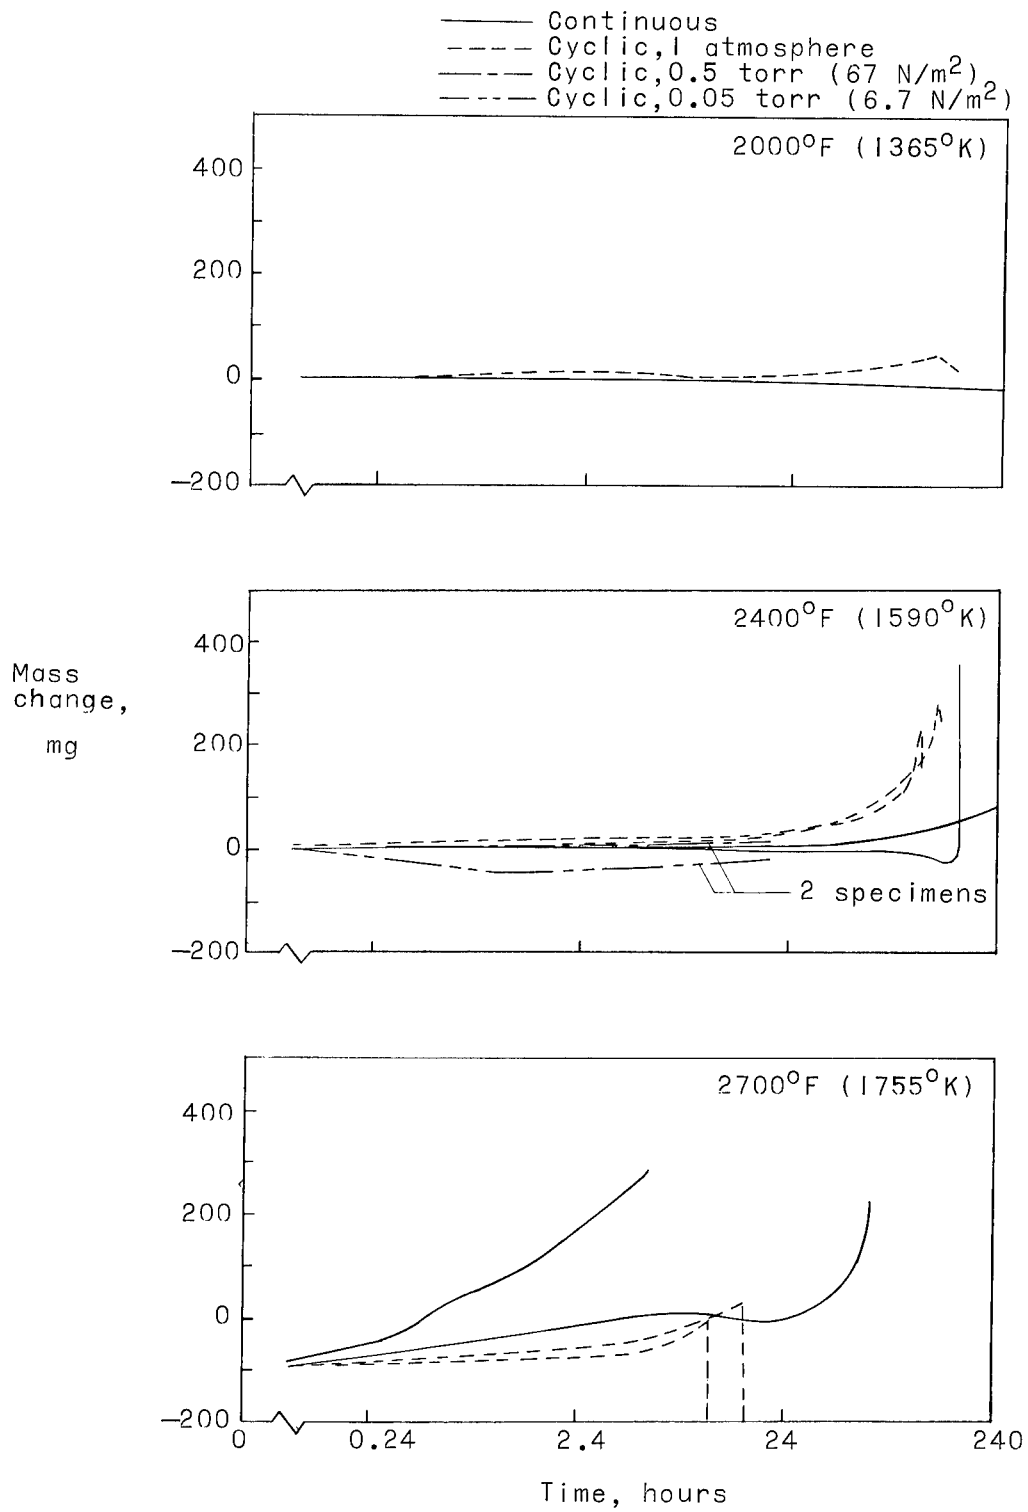 Continuous
Cyclic, 1 atmosphere
Cyclic, 0.5 torr (67 N/m²)
Cyclic, 0.05 torr (6.7 N/m²)
2000°F (1365°K)
400
200
0
−200
2400°F (1590°K)
400
200
0
−200
Mass
change,
mg
2 specimens
2700°F (1755°K)
400
200
0
−200
0 0.24 2.4 24 240
Time, hours